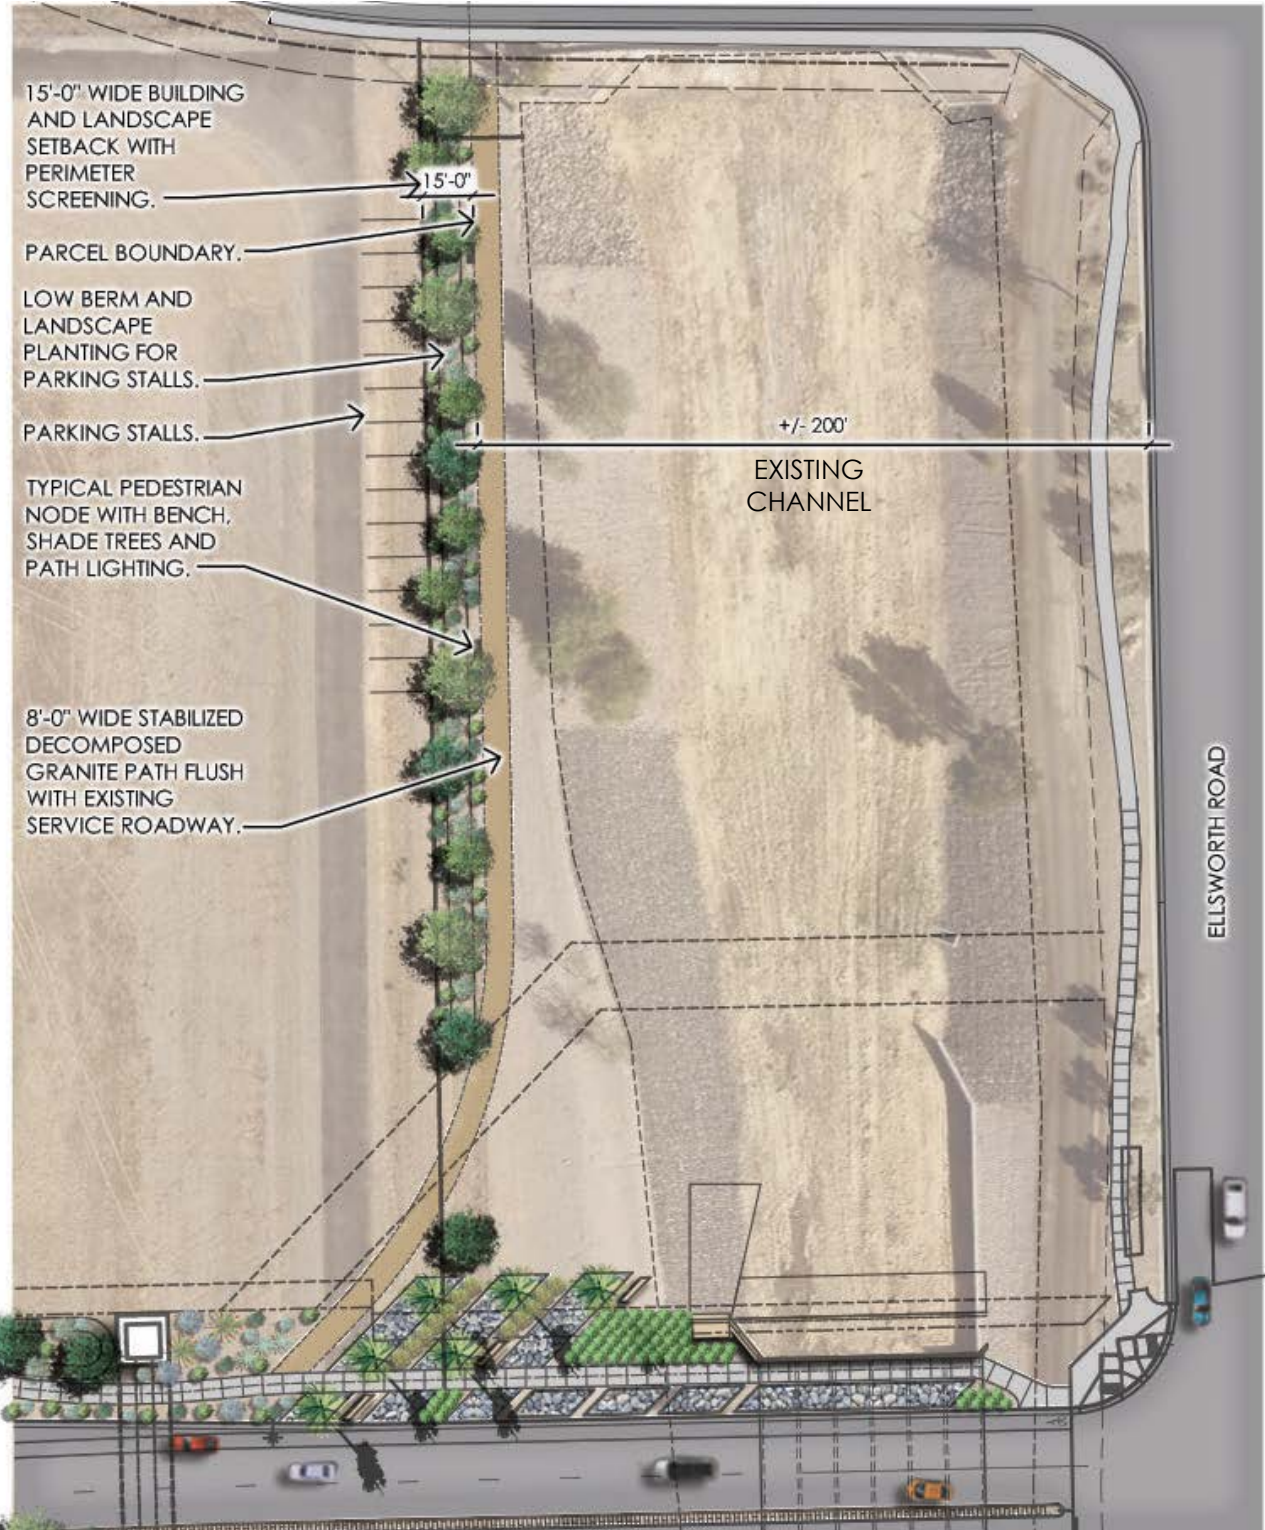 15'-0" WIDE BUILDING
AND LANDSCAPE
SETBACK WITH
PERIMETER
SCREENING.
15'-0"
PARCEL BOUNDARY.
LOW BERM AND
LANDSCAPE
PLANTING FOR
PARKING STALLS.
PARKING STALLS.
+/- 200'
EXISTING
CHANNEL
TYPICAL PEDESTRIAN
NODE WITH BENCH,
SHADE TREES AND
PATH LIGHTING.
8'-0" WIDE STABILIZED
DECOMPOSED
GRANITE PATH FLUSH
WITH EXISTING
SERVICE ROADWAY.
ELLSWORTH ROAD